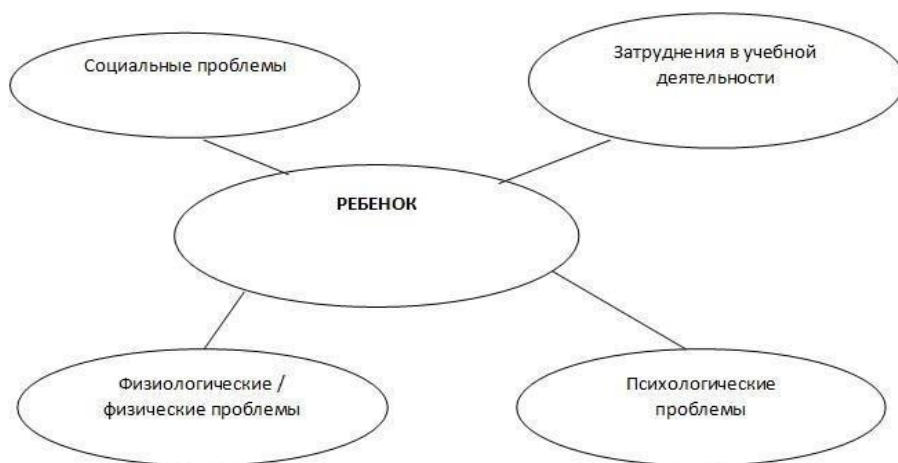 Социальные проблемы
Затруднения в учебной
деятельности
РЕБЕНОК
Физиологические /
физические проблемы
Психологические
проблемы